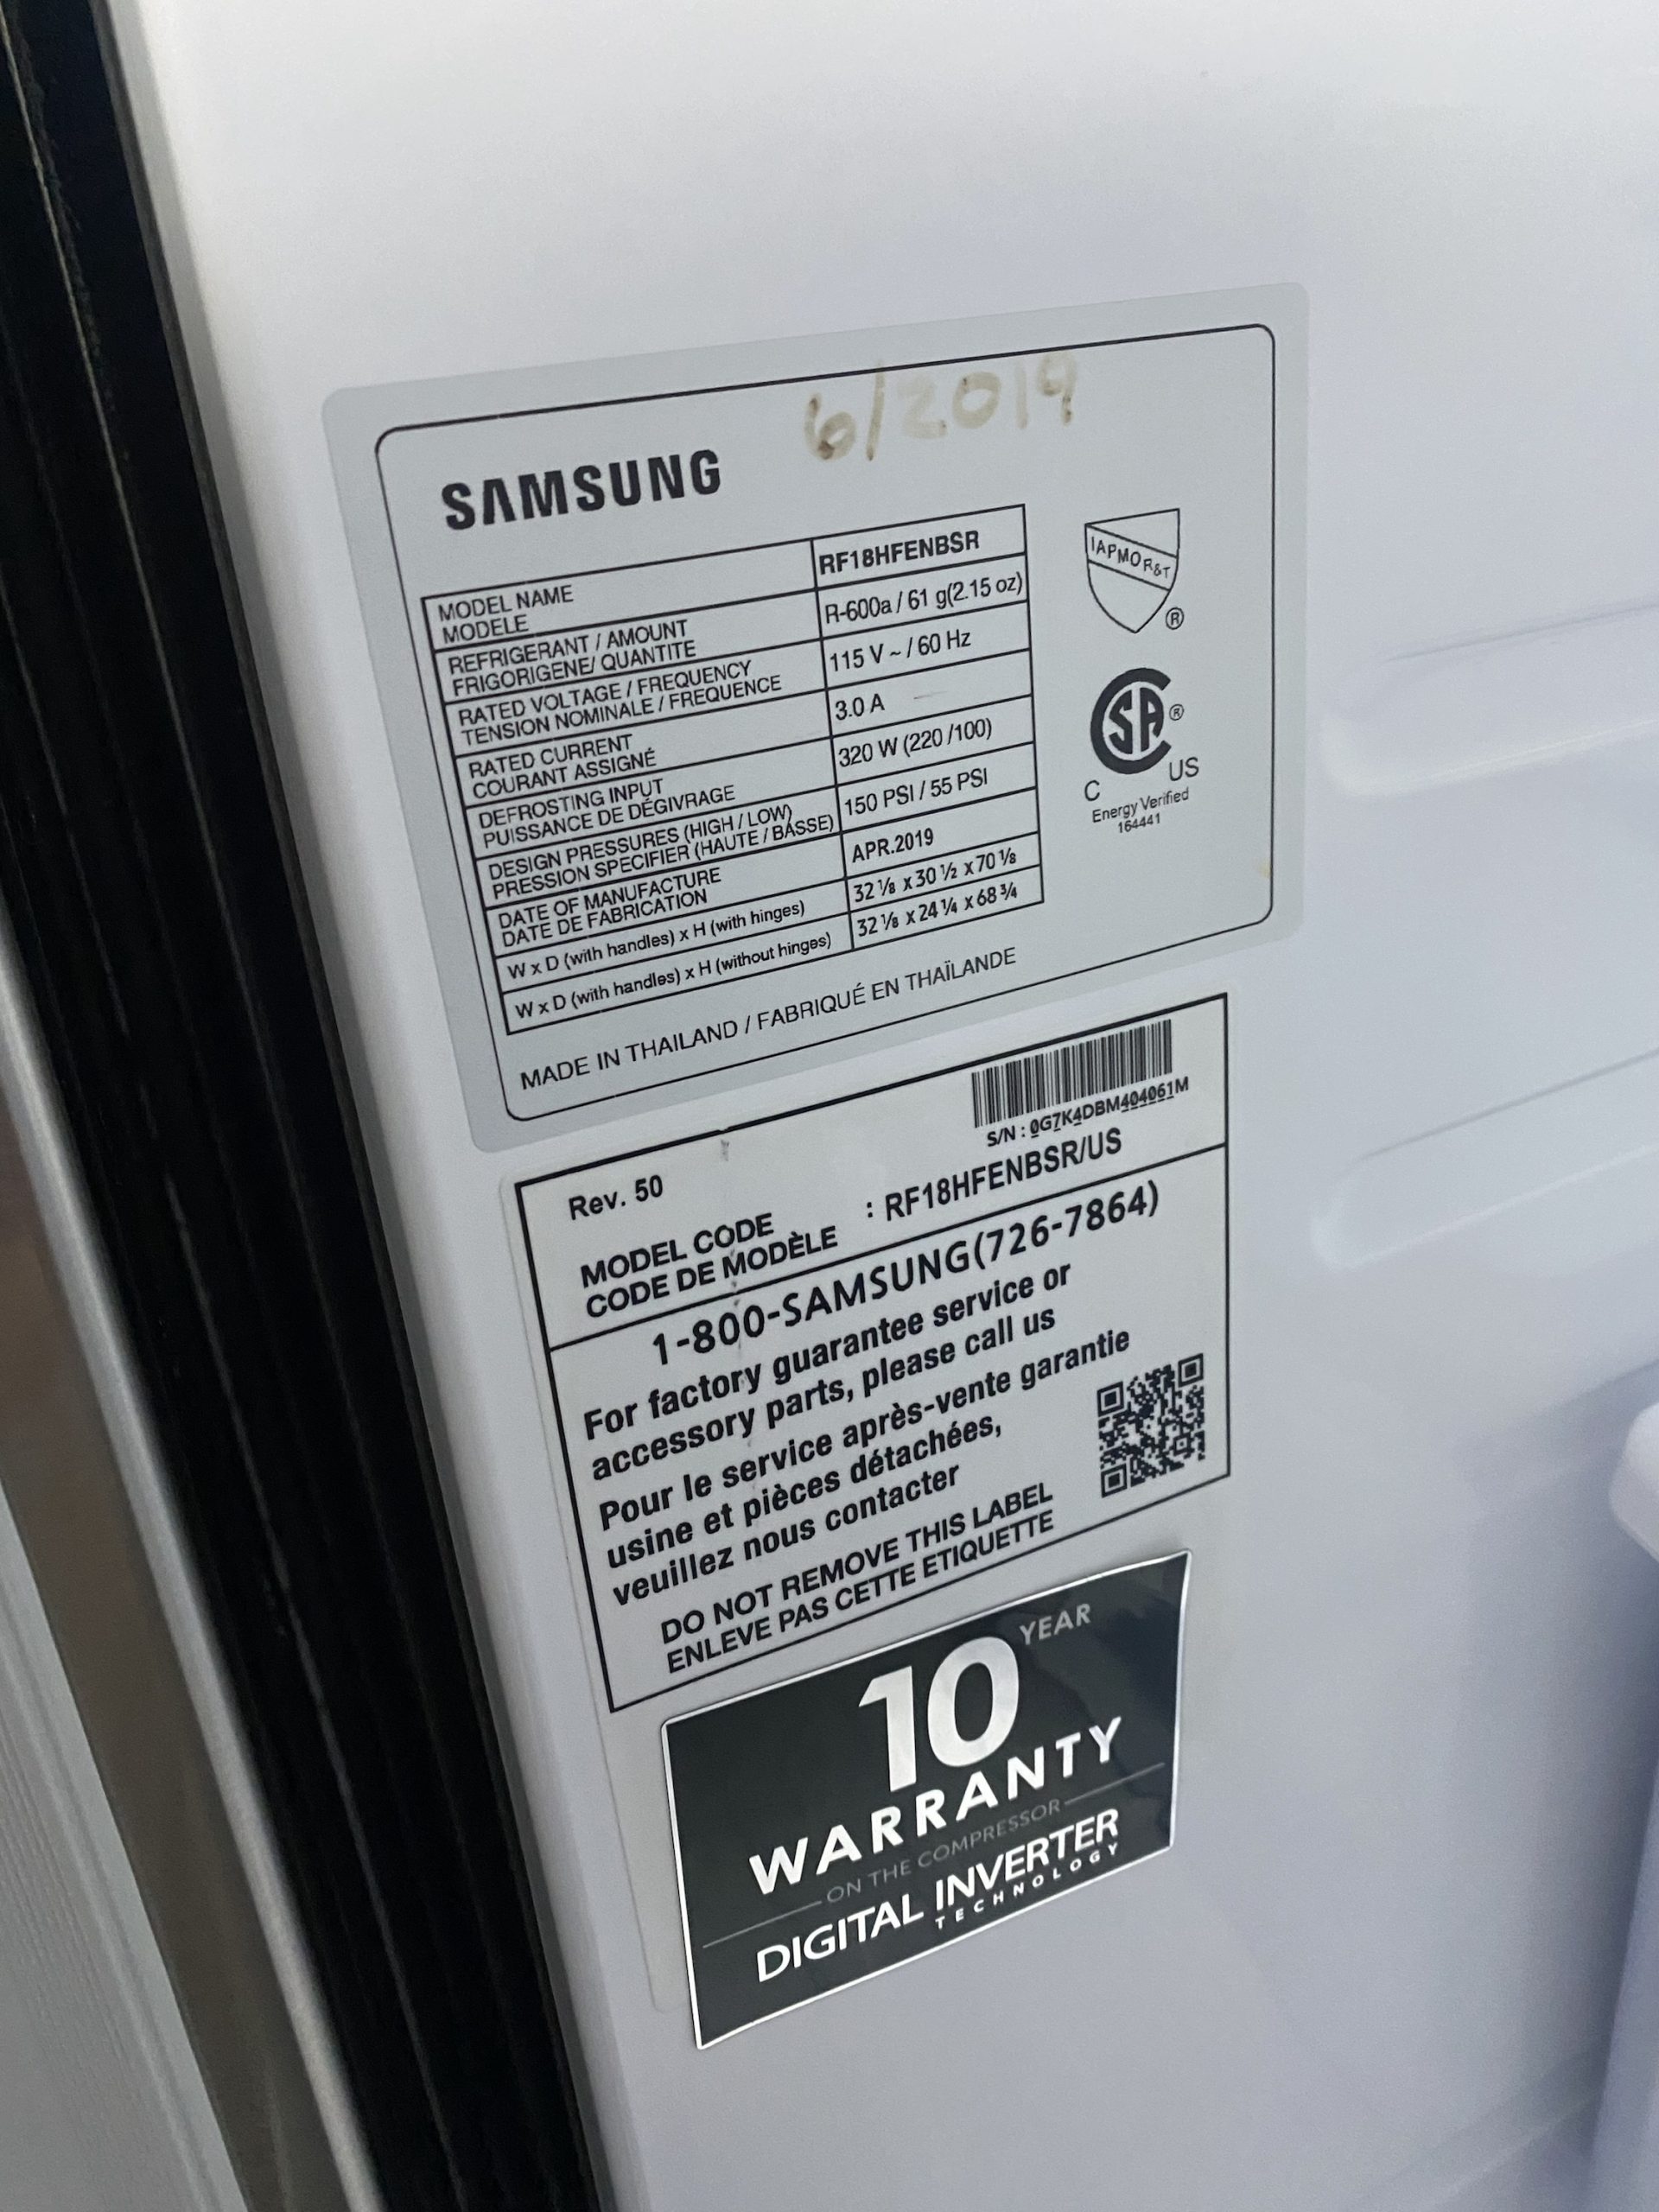 6/2019
SAMSUNG
MODEL NAME
MODELE
RF18HFENBSR
REFRIGERANT / AMOUNT
FRIGORIGENE/ QUANTITE
R-600a / 61 g(2.15 oz)
RATED VOLTAGE / FREQUENCY
TENSION NOMINALE / FREQUENCE
115 V ~ / 60 Hz
RATED CURRENT
COURANT ASSIGNÉ
3.0 A
DEFROSTING INPUT
PUISSANCE DE DÉGIVRAGE
320 W (220 /100)
DESIGN PRESSURES (HIGH / LOW)
PRESSION SPECIFIER (HAUTE / BASSE)
150 PSI / 55 PSI
DATE OF MANUFACTURE
DATE DE FABRICATION
APR.2019
W x D (with handles) x H (with hinges)
32 ⅛ x 30 ½ x 70 ⅛
W x D (with handles) x H (without hinges)
32 ⅛ x 24 ¼ x 68 ¾
MADE IN THAILAND / FABRIQUÉ EN THAÏLANDE
IAPMO R&T
®
SA ®
C US
Energy Verified
164441
S/N : 0G7K4DBM404061M
Rev. 50
MODEL CODE
CODE DE MODÈLE
: RF18HFENBSR/US
1-800-SAMSUNG(726-7864)
For factory guarantee service or
accessory parts, please call us
Pour le service après-vente garantie
usine et pièces détachées,
veuillez nous contacter
DO NOT REMOVE THIS LABEL
ENLEVE PAS CETTE ETIQUETTE
10 YEAR
WARRANTY
ON THE COMPRESSOR
DIGITAL INVERTER
TECHNOLOGY